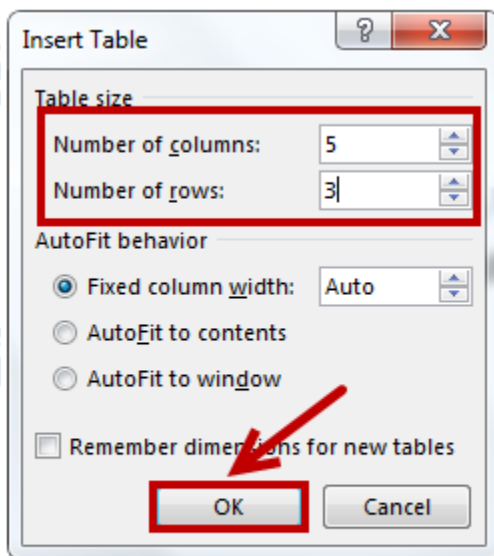 Insert Table
Table size
Number of columns: 5
Number of rows: 3
AutoFit behavior
Fixed column width: Auto
AutoFit to contents
AutoFit to window
Remember dimensions for new tables
OK Cancel